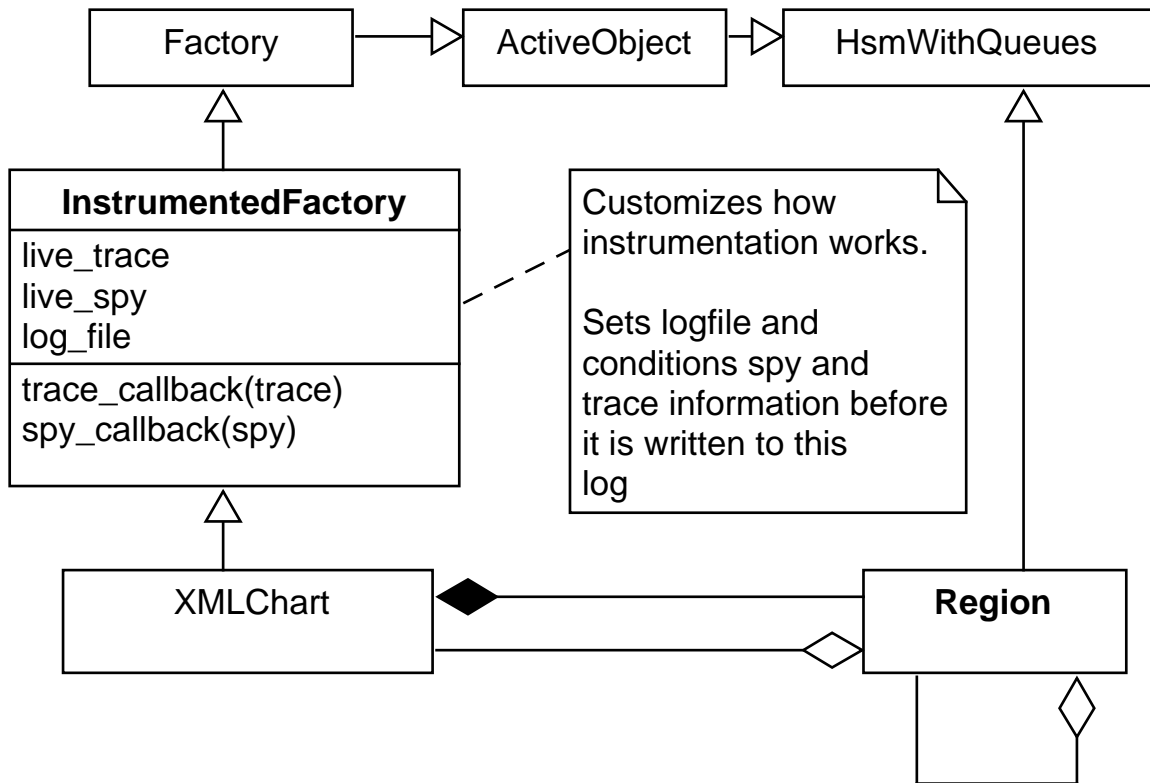 Factory
ActiveObject
HsmWithQueues
InstrumentedFactory
live_trace
live_spy
log_file
trace_callback(trace)
spy_callback(spy)
Customizes how
instrumentation works.
Sets logfile and
conditions spy and
trace information before
it is written to this
log
XMLChart
Region